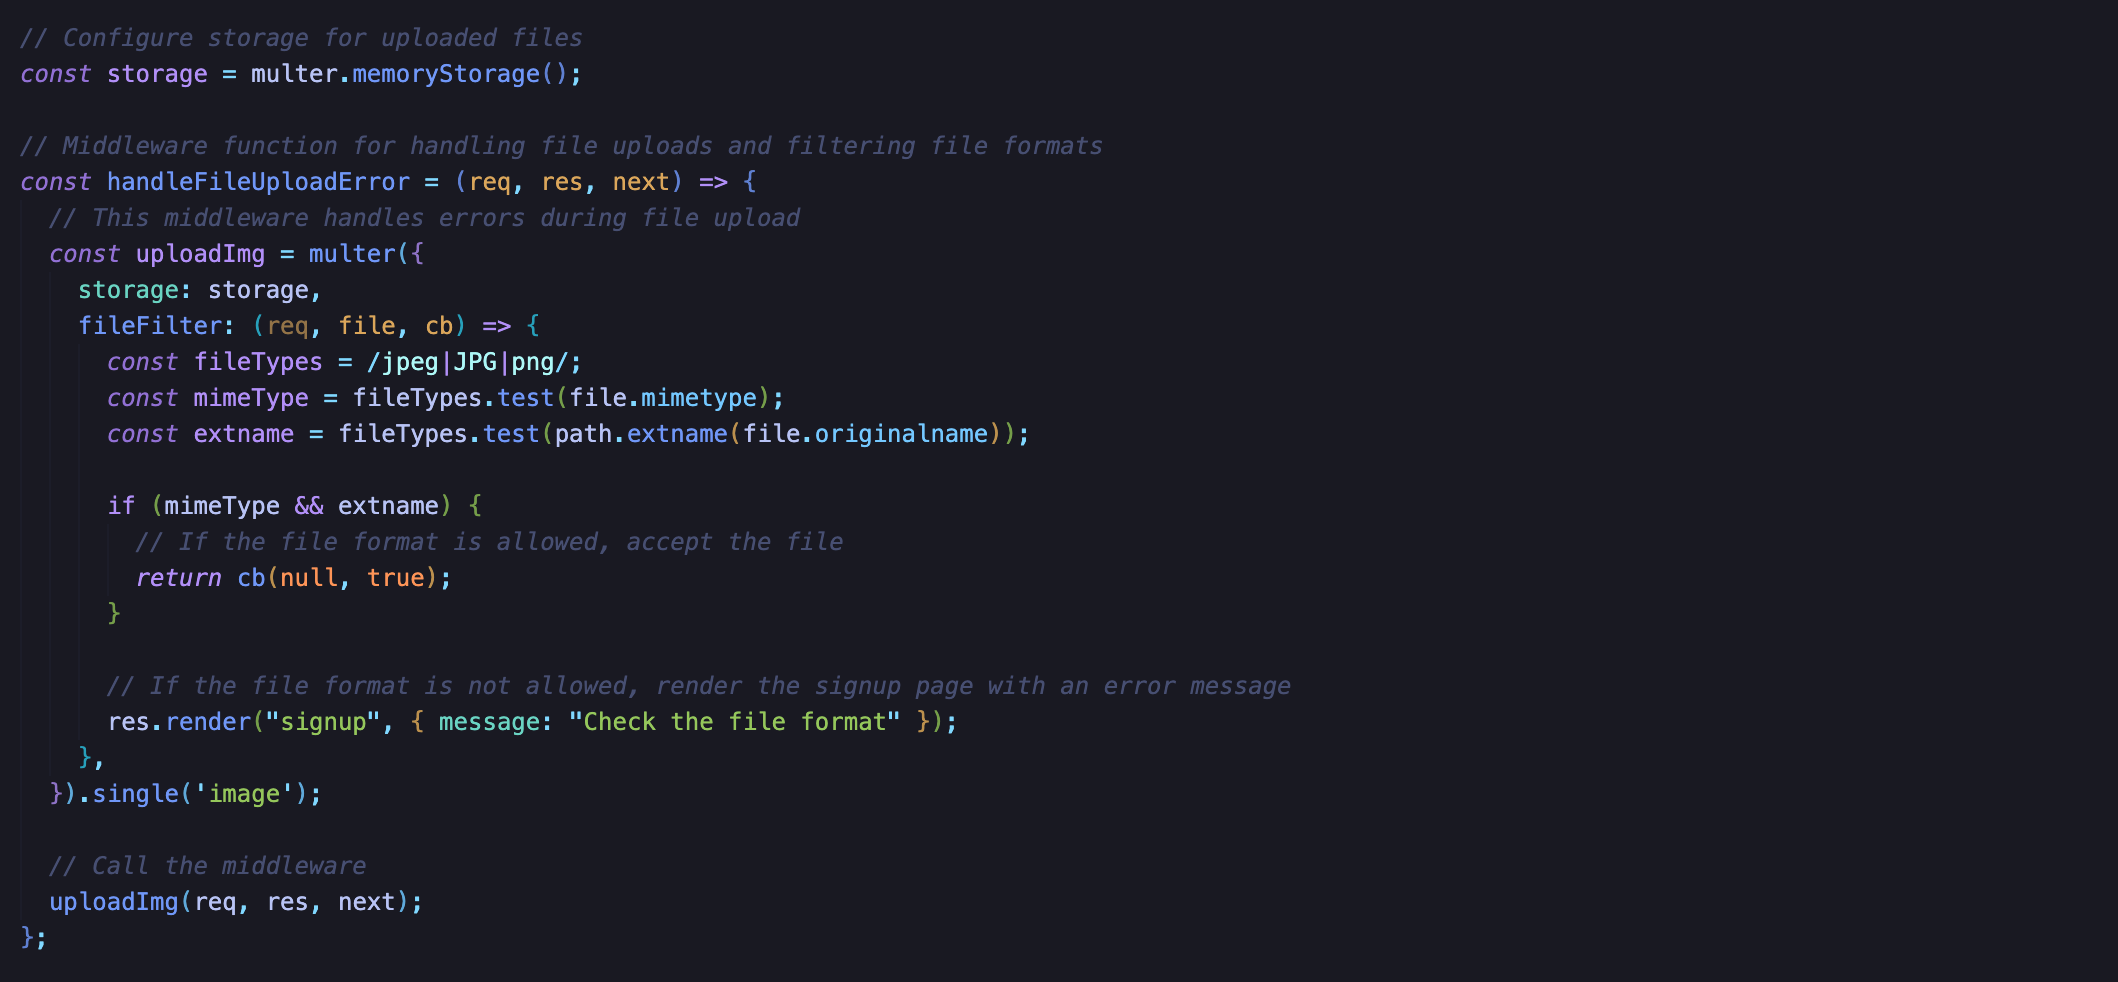 // Configure storage for uploaded files
const storage = multer.memoryStorage();

// Middleware function for handling file uploads and filtering file formats
const handleFileUploadError = (req, res, next) => {
  // This middleware handles errors during file upload
  const uploadImg = multer({
    storage: storage,
    fileFilter: (req, file, cb) => {
      const fileTypes = /jpeg|JPG|png/;
      const mimeType = fileTypes.test(file.mimetype);
      const extname = fileTypes.test(path.extname(file.originalname));

      if (mimeType && extname) {
        // If the file format is allowed, accept the file
        return cb(null, true);
      }

      // If the file format is not allowed, render the signup page with an error message
      res.render("signup", { message: "Check the file format" });
    },
  }).single('image');

  // Call the middleware
  uploadImg(req, res, next);
};